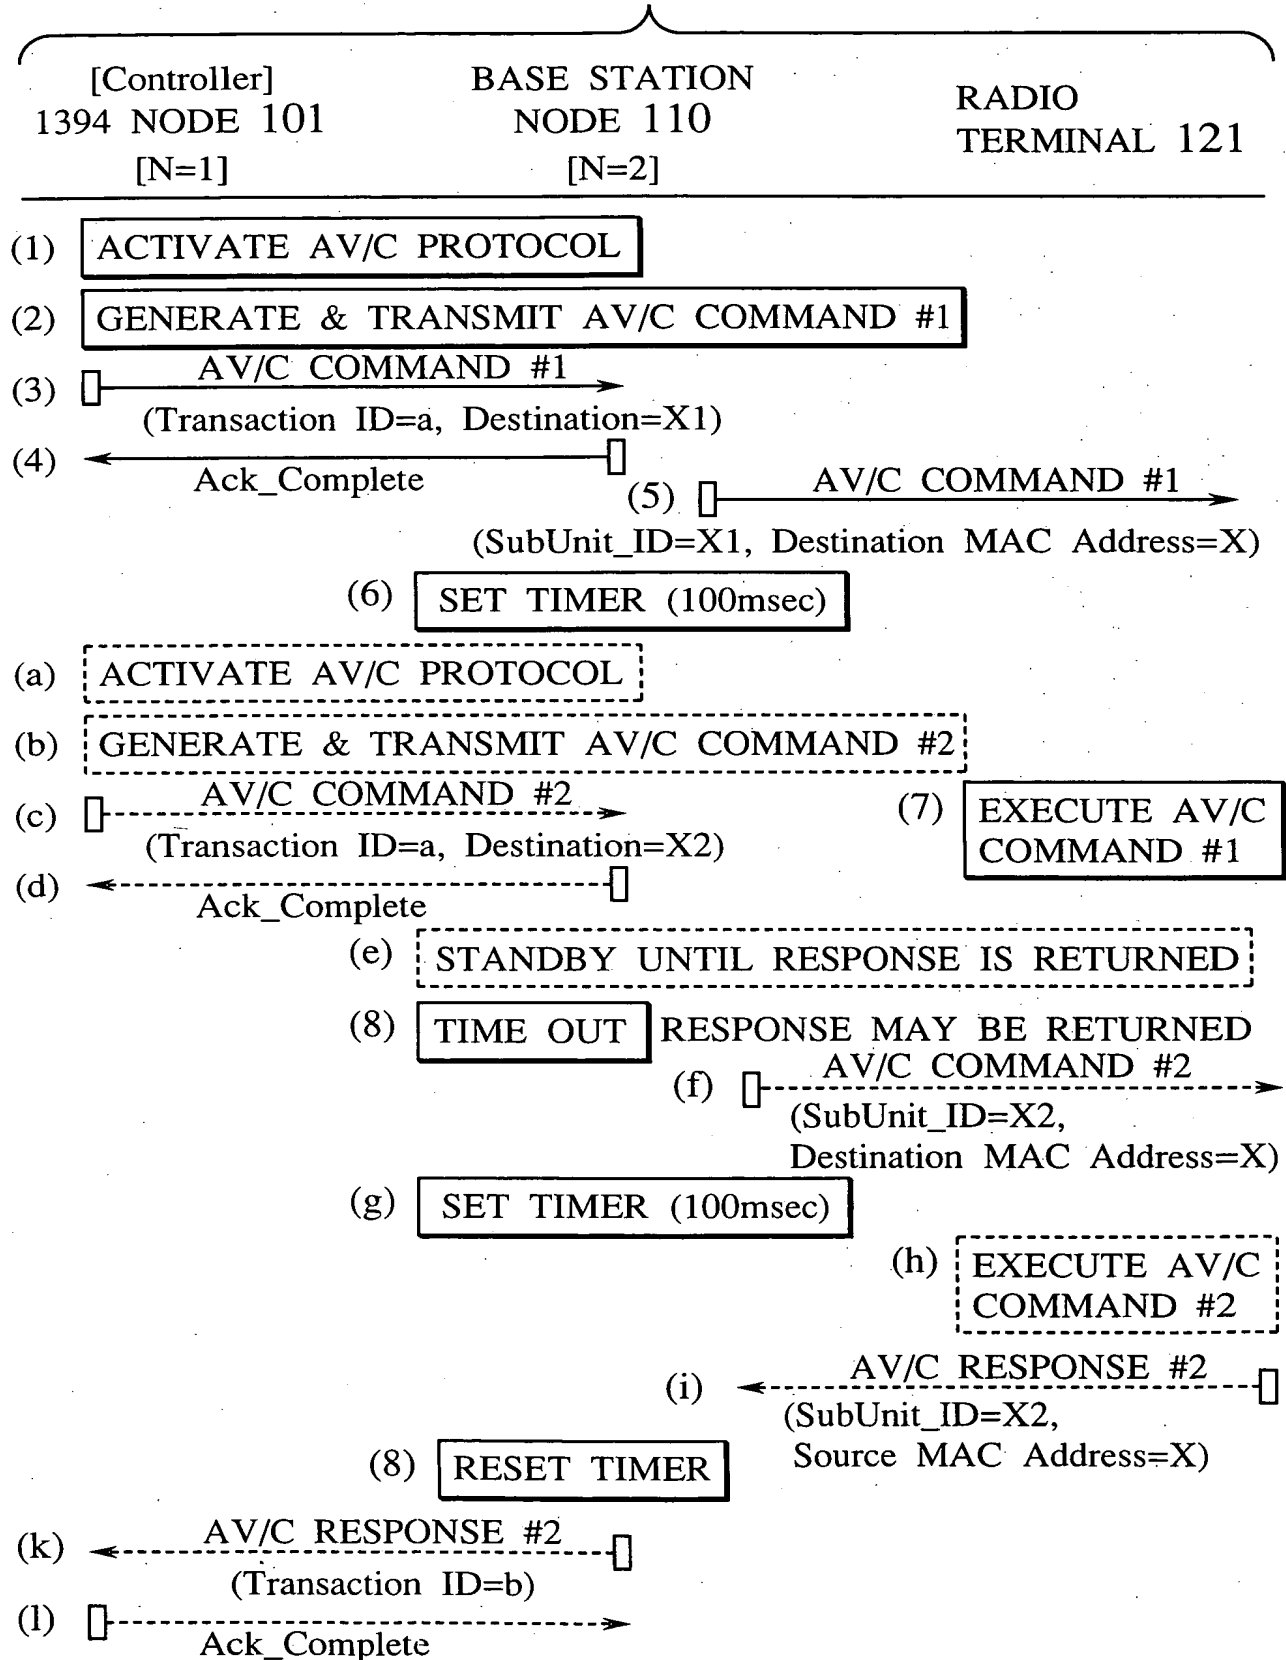 [Controller]
1394 NODE 101
[N=1]
BASE STATION
NODE 110
[N=2]
RADIO
TERMINAL 121
(1) ACTIVATE AV/C PROTOCOL
(2) GENERATE & TRANSMIT AV/C COMMAND #1
(3) AV/C COMMAND #1
(Transaction ID=a, Destination=X1)
(4) Ack_Complete
(5) AV/C COMMAND #1
(SubUnit_ID=X1, Destination MAC Address=X)
(6) SET TIMER (100msec)
(a) ACTIVATE AV/C PROTOCOL
(b) GENERATE & TRANSMIT AV/C COMMAND #2
(c) AV/C COMMAND #2
(Transaction ID=a, Destination=X2)
(7) EXECUTE AV/C
COMMAND #1
(d) Ack_Complete
(e) STANDBY UNTIL RESPONSE IS RETURNED
(8) TIME OUT RESPONSE MAY BE RETURNED
(f) AV/C COMMAND #2
(SubUnit_ID=X2,
Destination MAC Address=X)
(g) SET TIMER (100msec)
(h) EXECUTE AV/C
COMMAND #2
(i) AV/C RESPONSE #2
(SubUnit_ID=X2,
Source MAC Address=X)
(8) RESET TIMER
(k) AV/C RESPONSE #2
(Transaction ID=b)
(l) Ack_Complete